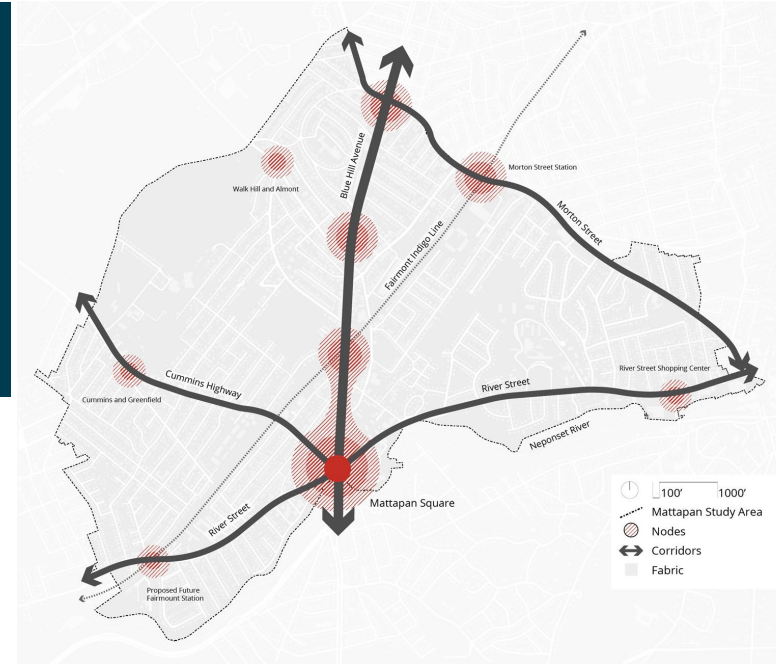 Blue Hill Avenue
Walk Hill and Almont
Morton Street Station
Morton Street
Fairmont Indigo Line
River Street Shopping Center
River Street
Cummins Highway
Cummins and Greenfield
Neponset River
Mattapan Square
River Street
Proposed Future
Fairmount Station
100' 1000'
Mattapan Study Area
Nodes
Corridors
Fabric